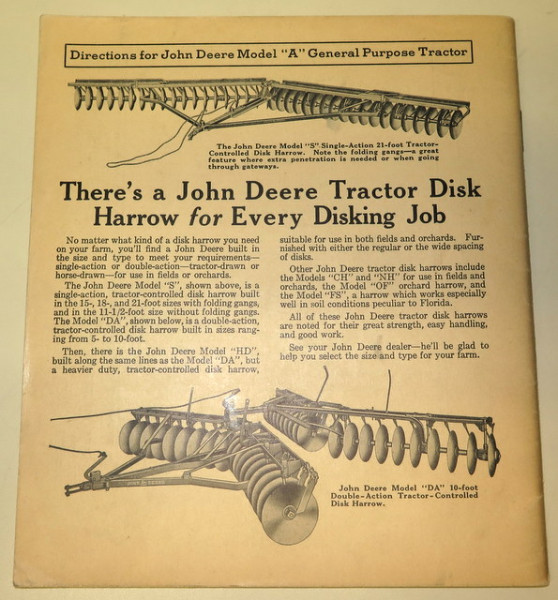 Directions for John Deere Model "A" General Purpose Tractor
The John Deere Model "S" Single-Action 21-foot Tractor-
Controlled Disk Harrow. Note the folding gangs—a great
feature where extra penetration is needed or when going
through gateways.
There's a John Deere Tractor Disk
Harrow for Every Disking Job
No matter what kind of a disk harrow you need
on your farm, you'll find a John Deere built in
the size and type to meet your requirements—
single-action or double-action—tractor-drawn or
horse-drawn—for use in fields or orchards.
The John Deere Model "S", shown above, is a
single-action, tractor-controlled disk harrow built
in the 15-, 18-, and 21-foot sizes with folding gangs,
and in the 11-1/2-foot size without folding gangs.
The Model "DA", shown below, is a double-action,
tractor-controlled disk harrow built in sizes rang-
ing from 5- to 10-foot.
Then, there is the John Deere Model "HD",
built along the same lines as the Model "DA", but
a heavier duty, tractor-controlled disk harrow,
suitable for use in both fields and orchards. Fur-
nished with either the regular or the wide spacing
of disks.
Other John Deere tractor disk harrows include
the Models "CH" and "NH" for use in fields and
orchards, the Model "OF" orchard harrow, and
the Model "FS", a harrow which works especially
well in soil conditions peculiar to Florida.
All of these John Deere tractor disk harrows
are noted for their great strength, easy handling,
and good work.
See your John Deere dealer—he'll be glad to
help you select the size and type for your farm.
John Deere Model "DA" 10-foot
Double-Action Tractor-Controlled
Disk Harrow.